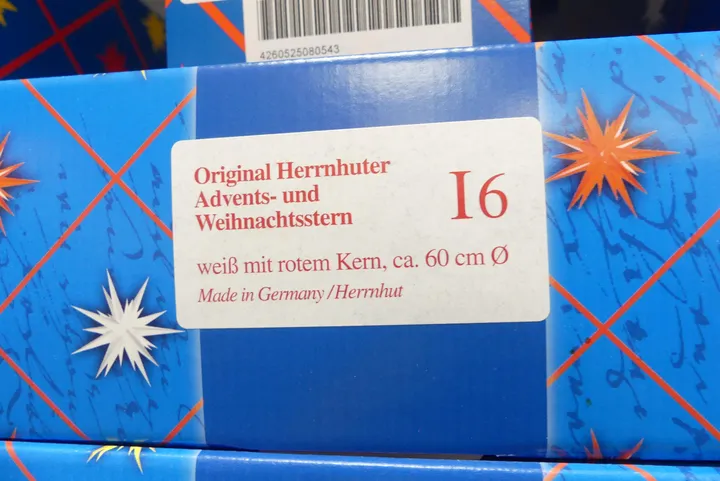 4260525080543
Original Herrnhuter
Advents- und
Weihnachtsstern
I6
weiß mit rotem Kern, ca. 60 cm Ø
Made in Germany/Herrnhut